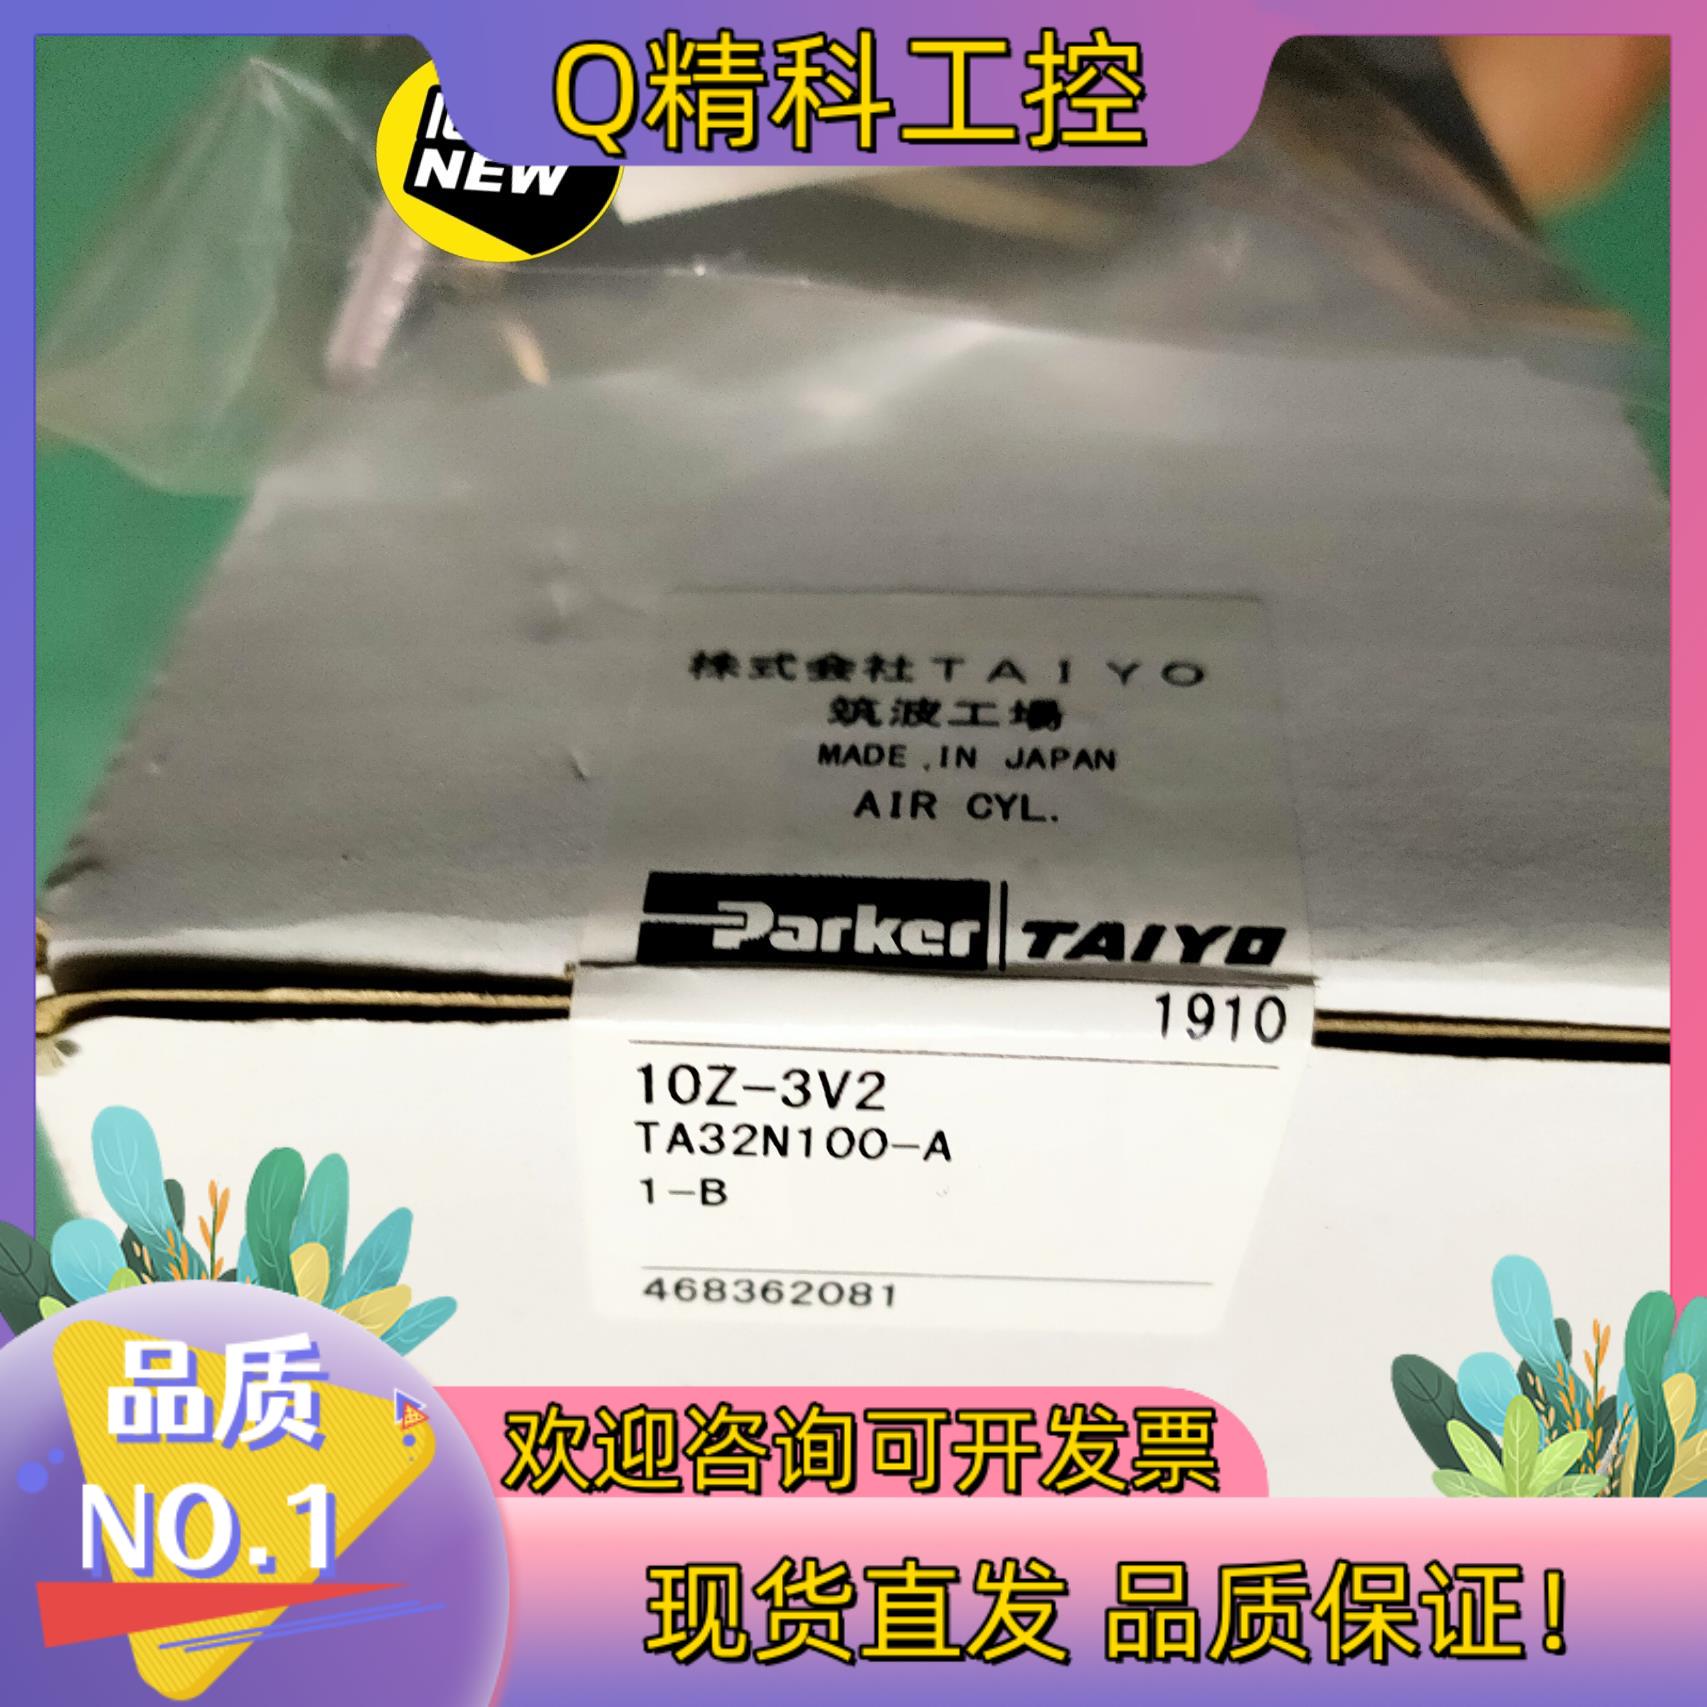 Q精科工控
NEW
株式会社TAIYO
筑波工場
MADE IN JAPAN
AIR CYL.
Parker TAIYO
1910
10Z-3V2
TA32N100-A
1-B
468362081
品质
NO.1
欢迎咨询可开发票
现货直发 品质保证！